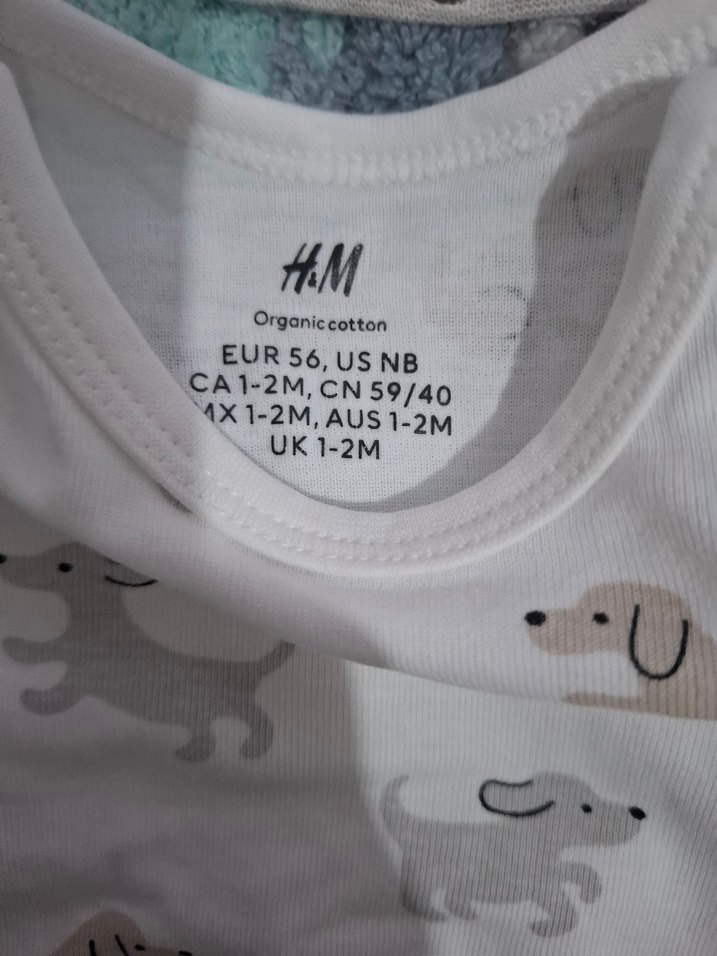 H&M
Organic cotton
EUR 56, US NB
CA 1-2M, CN 59/40
MX 1-2M, AUS 1-2M
UK 1-2M